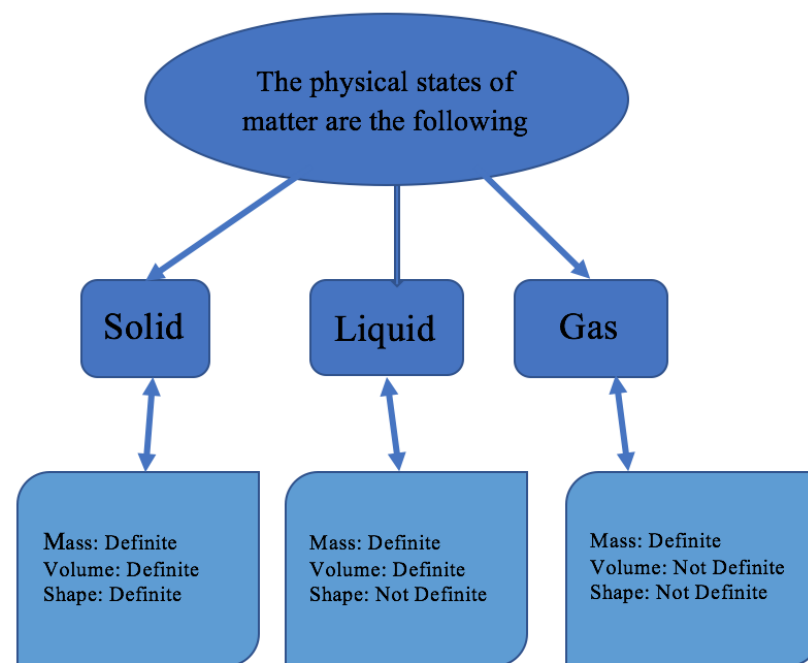 The physical states of
matter are the following
Solid
Liquid
Gas
Mass: Definite
Volume: Definite
Shape: Definite
Mass: Definite
Volume: Definite
Shape: Not Definite
Mass: Definite
Volume: Not Definite
Shape: Not Definite